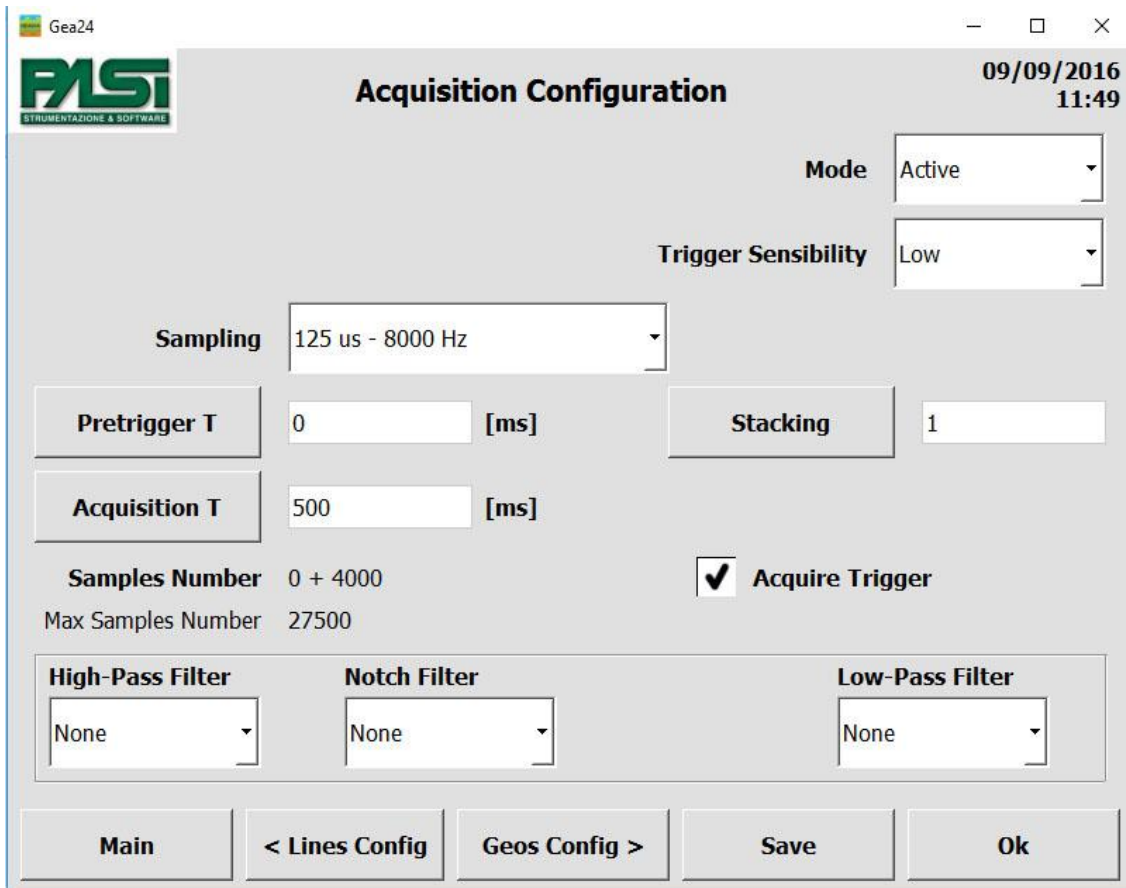 Gea24
PASI
STRUMENTAZIONE & SOFTWARE
Acquisition Configuration
09/09/2016
11:49
Mode Active
Trigger Sensibility Low
Sampling 125 us - 8000 Hz
Pretrigger T 0 [ms] Stacking 1
Acquisition T 500 [ms]
Samples Number 0 + 4000 Acquire Trigger
Max Samples Number 27500
High-Pass Filter Notch Filter Low-Pass Filter
None None None
Main < Lines Config Geos Config > Save Ok